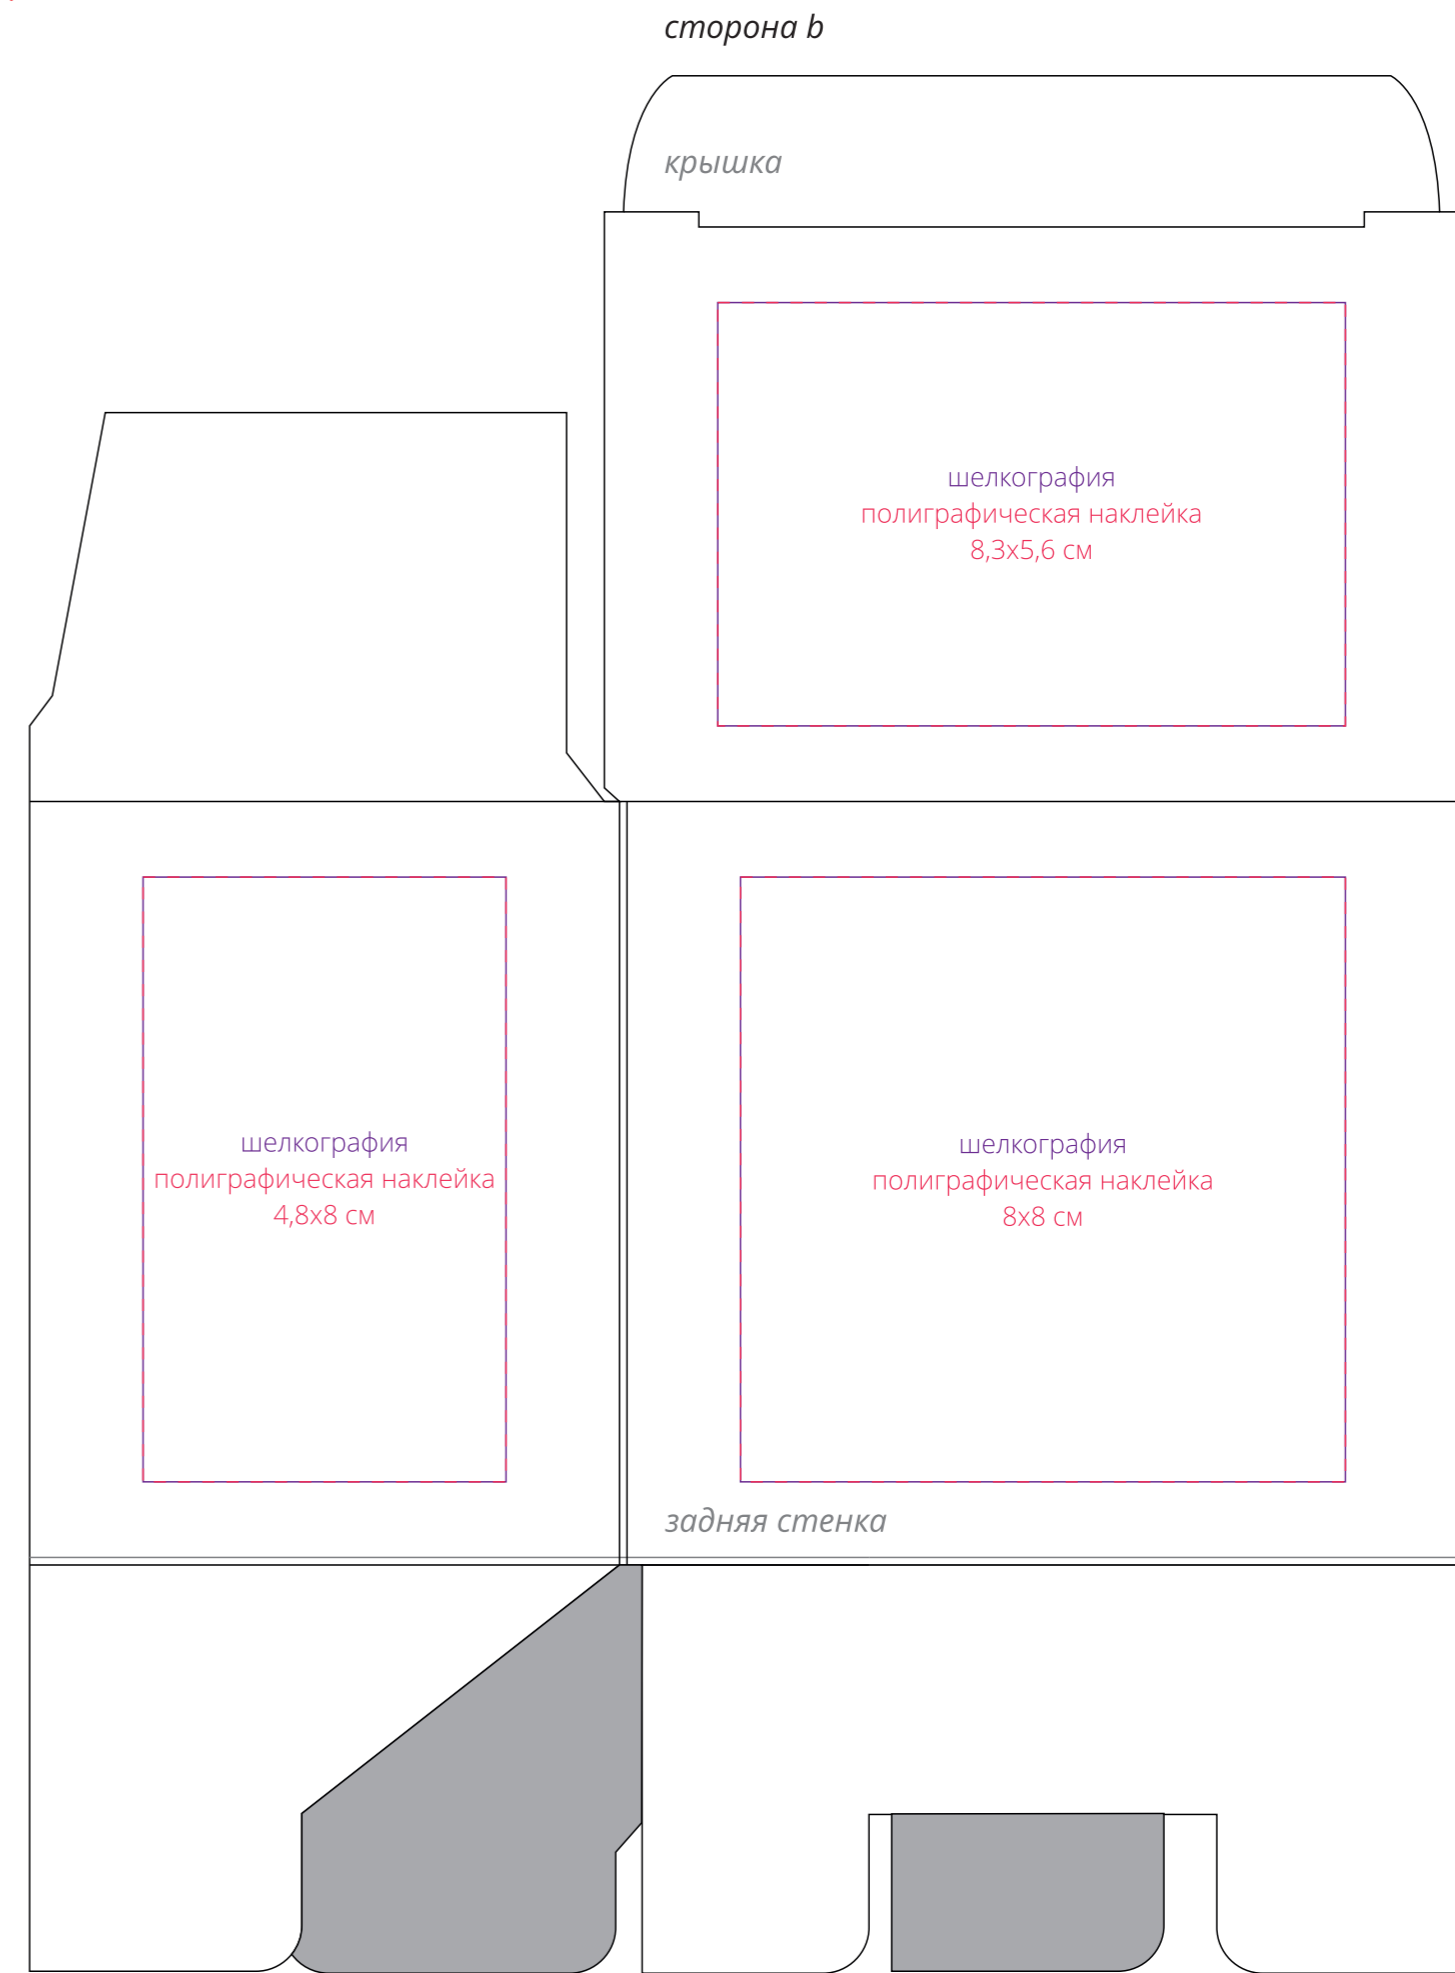 сторона b
крышка
шелкография
полиграфическая наклейка
8,3x5,6 см
шелкография
полиграфическая наклейка
4,8x8 см
шелкография
полиграфическая наклейка
8x8 см
задняя стенка